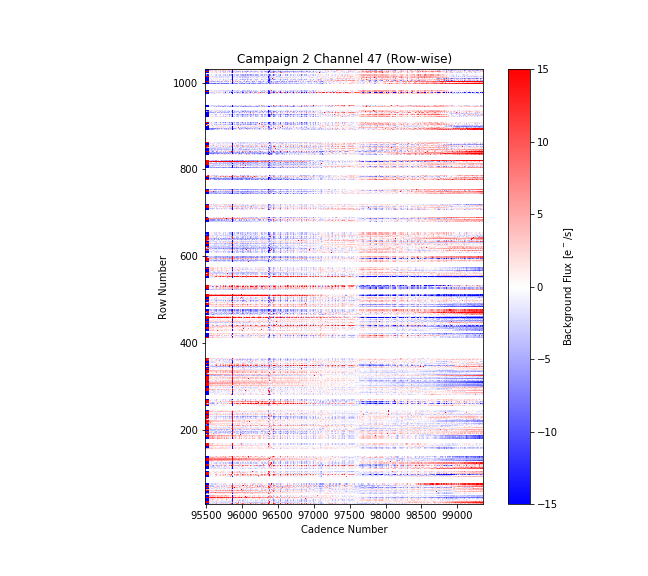 Campaign 2 Channel 47 (Row-wise)
1000
800
600
400
200
Row Number
95500 96000 96500 97000 97500 98000 98500 99000
Cadence Number
15
10
5
0
−5
−10
−15
Background Flux [e⁻/s]